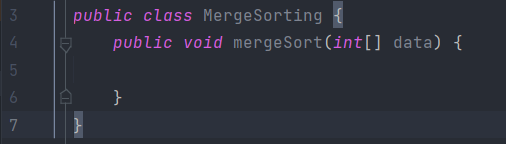 3 public class MergeSorting {
4 public void mergeSort(int[] data) {
5
6 }
7 }